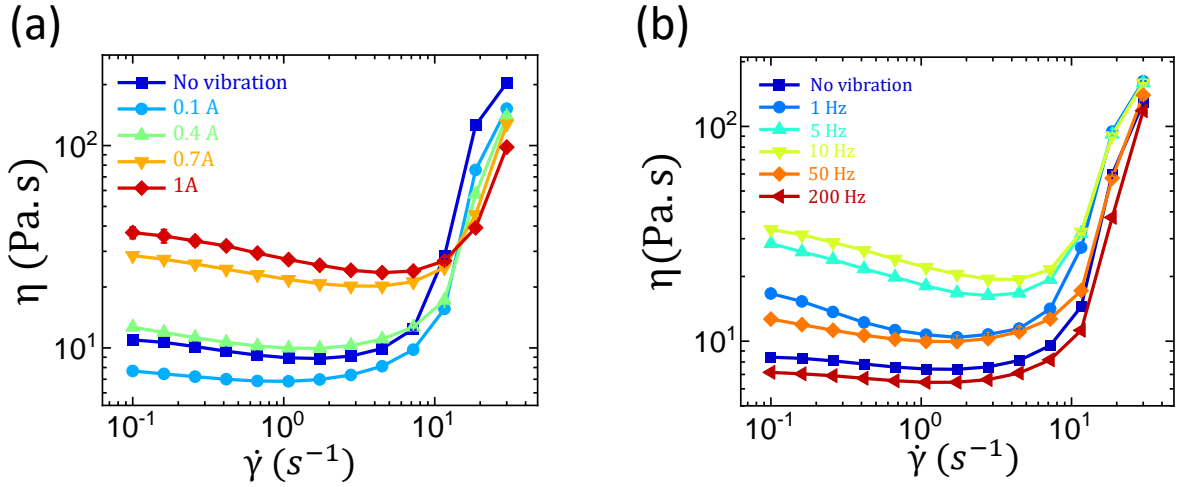 (a)
η (Pa. s)
10²
10¹
No vibration
0.1 A
0.4 A
0.7A
1A
10⁻¹ 10⁰ 10¹
γ̇ (s⁻¹)
(b)
η(Pa. s)
10²
10¹
No vibration
1 Hz
5 Hz
10 Hz
50 Hz
200 Hz
10⁻¹ 10⁰ 10¹
γ̇ (s⁻¹)